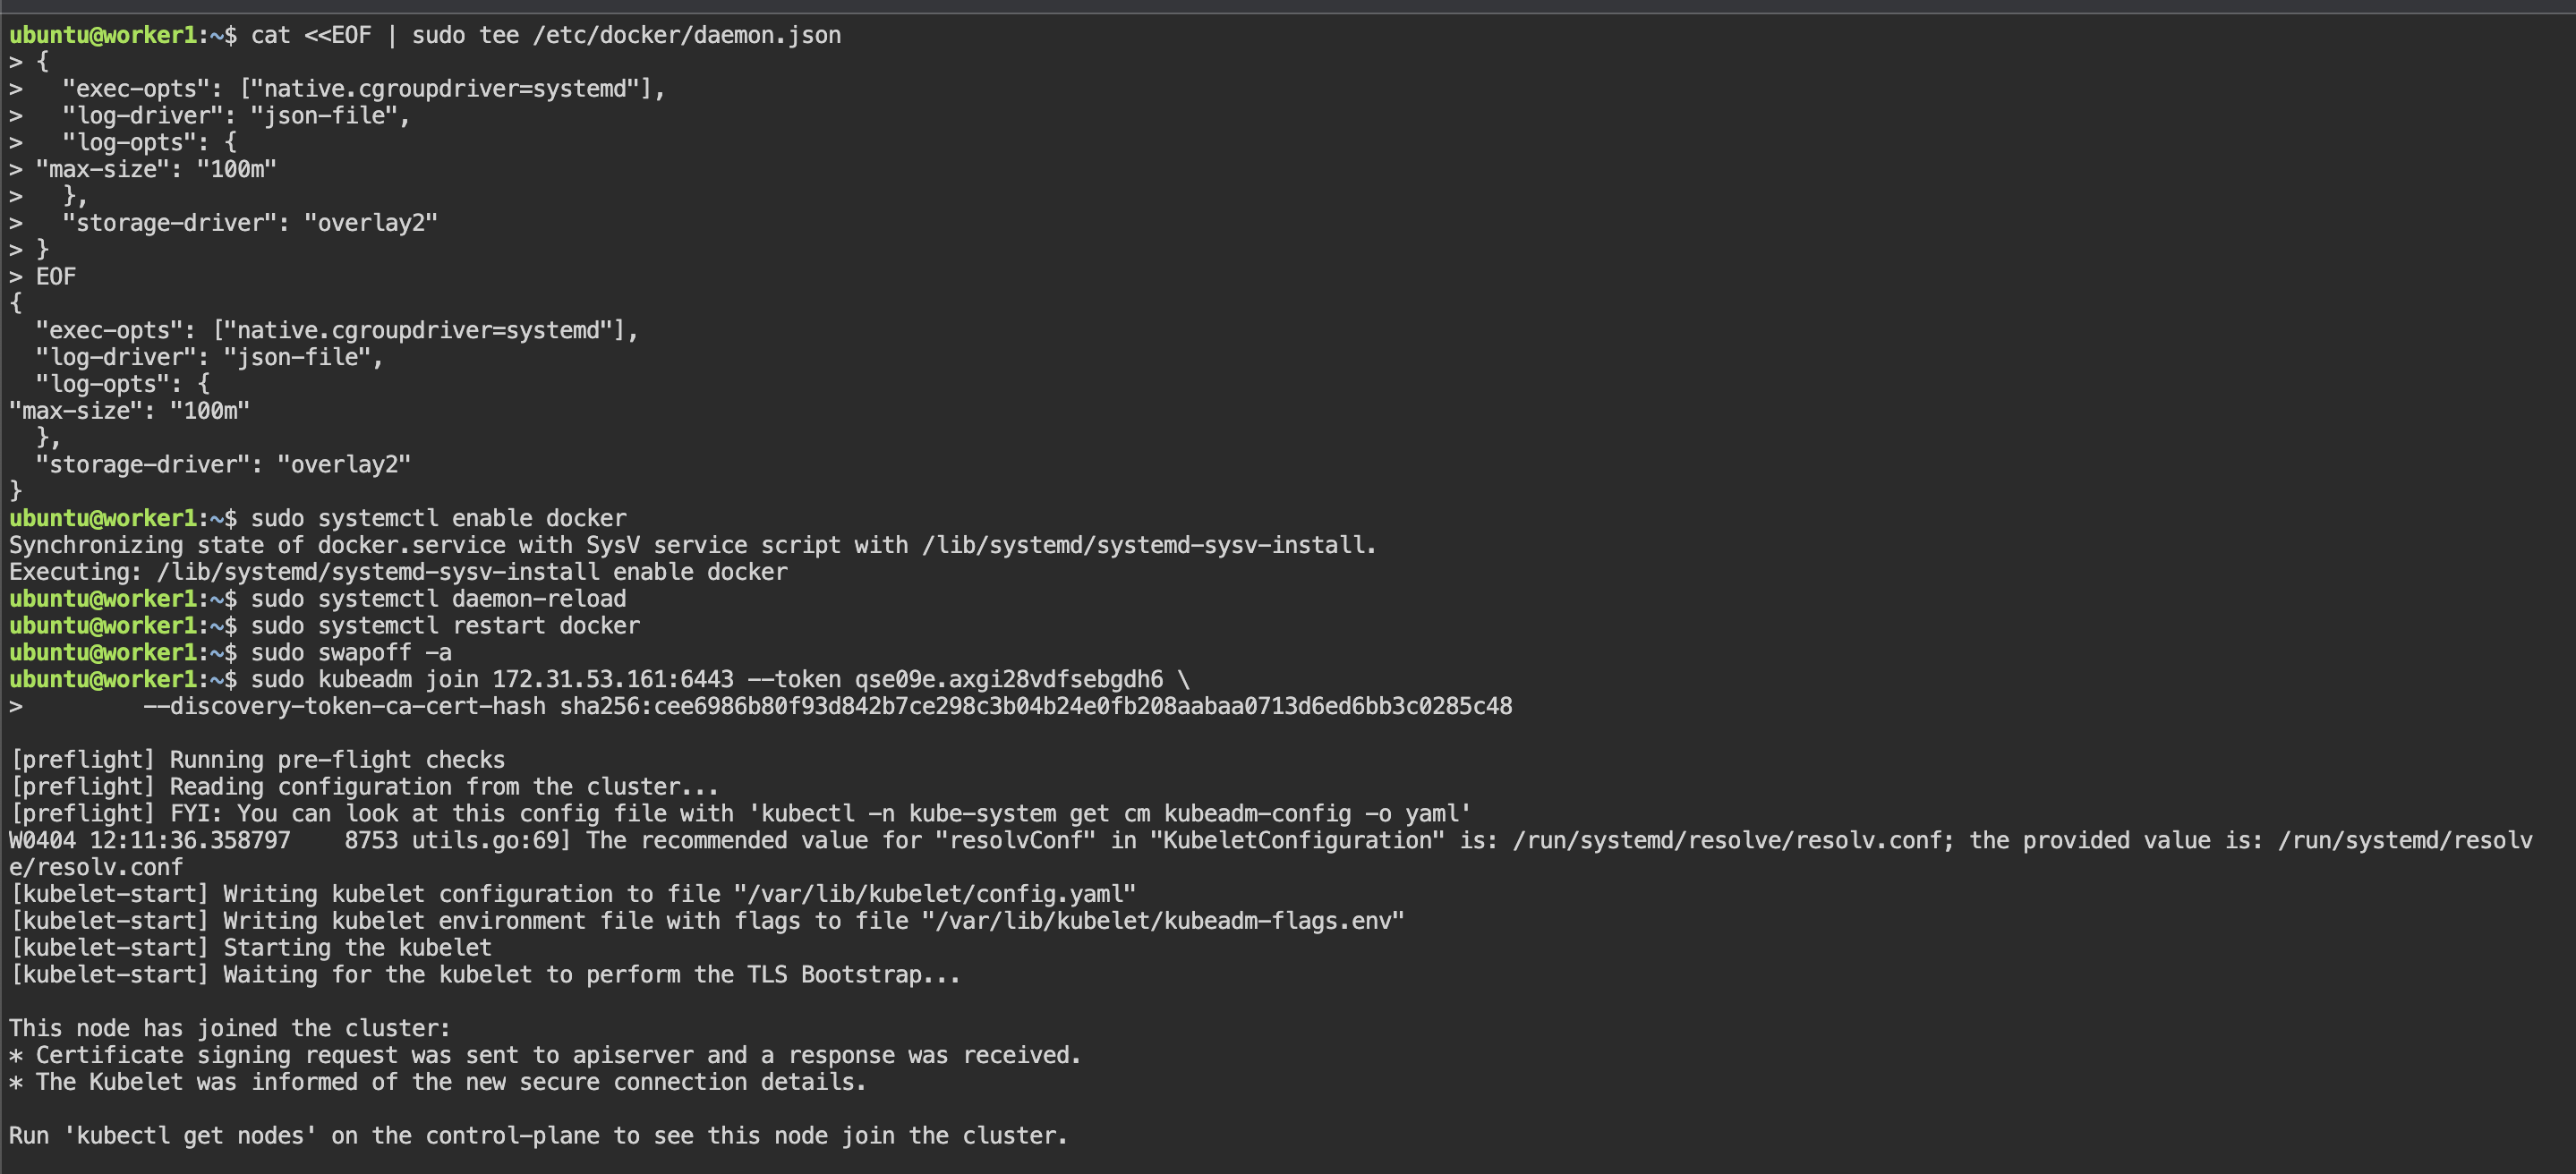 ubuntu@worker1:~$ cat <<EOF | sudo tee /etc/docker/daemon.json
> {
>   "exec-opts": ["native.cgroupdriver=systemd"],
>   "log-driver": "json-file",
>   "log-opts": {
> "max-size": "100m"
>   },
>   "storage-driver": "overlay2"
> }
> EOF
{
  "exec-opts": ["native.cgroupdriver=systemd"],
  "log-driver": "json-file",
  "log-opts": {
"max-size": "100m"
  },
  "storage-driver": "overlay2"
}
ubuntu@worker1:~$ sudo systemctl enable docker
Synchronizing state of docker.service with SysV service script with /lib/systemd/systemd-sysv-install.
Executing: /lib/systemd/systemd-sysv-install enable docker
ubuntu@worker1:~$ sudo systemctl daemon-reload
ubuntu@worker1:~$ sudo systemctl restart docker
ubuntu@worker1:~$ sudo swapoff -a
ubuntu@worker1:~$ sudo kubeadm join 172.31.53.161:6443 --token qse09e.axgi28vdfsebgdh6 \
>         --discovery-token-ca-cert-hash sha256:cee6986b80f93d842b7ce298c3b04b24e0fb208aabaa0713d6ed6bb3c0285c48
[preflight] Running pre-flight checks
[preflight] Reading configuration from the cluster...
[preflight] FYI: You can look at this config file with 'kubectl -n kube-system get cm kubeadm-config -o yaml'
W0404 12:11:36.358797    8753 utils.go:69] The recommended value for "resolvConf" in "KubeletConfiguration" is: /run/systemd/resolve/resolv.conf; the provided value is: /run/systemd/resolv
e/resolv.conf
[kubelet-start] Writing kubelet configuration to file "/var/lib/kubelet/config.yaml"
[kubelet-start] Writing kubelet environment file with flags to file "/var/lib/kubelet/kubeadm-flags.env"
[kubelet-start] Starting the kubelet
[kubelet-start] Waiting for the kubelet to perform the TLS Bootstrap...
This node has joined the cluster:
* Certificate signing request was sent to apiserver and a response was received.
* The Kubelet was informed of the new secure connection details.
Run 'kubectl get nodes' on the control-plane to see this node join the cluster.